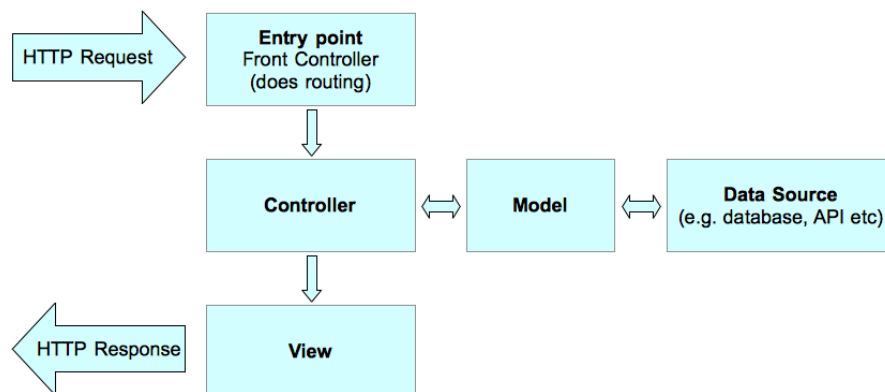 HTTP Request
Entry point
Front Controller
(does routing)
Controller
Model
Data Source
(e.g. database, API etc)
HTTP Response
View